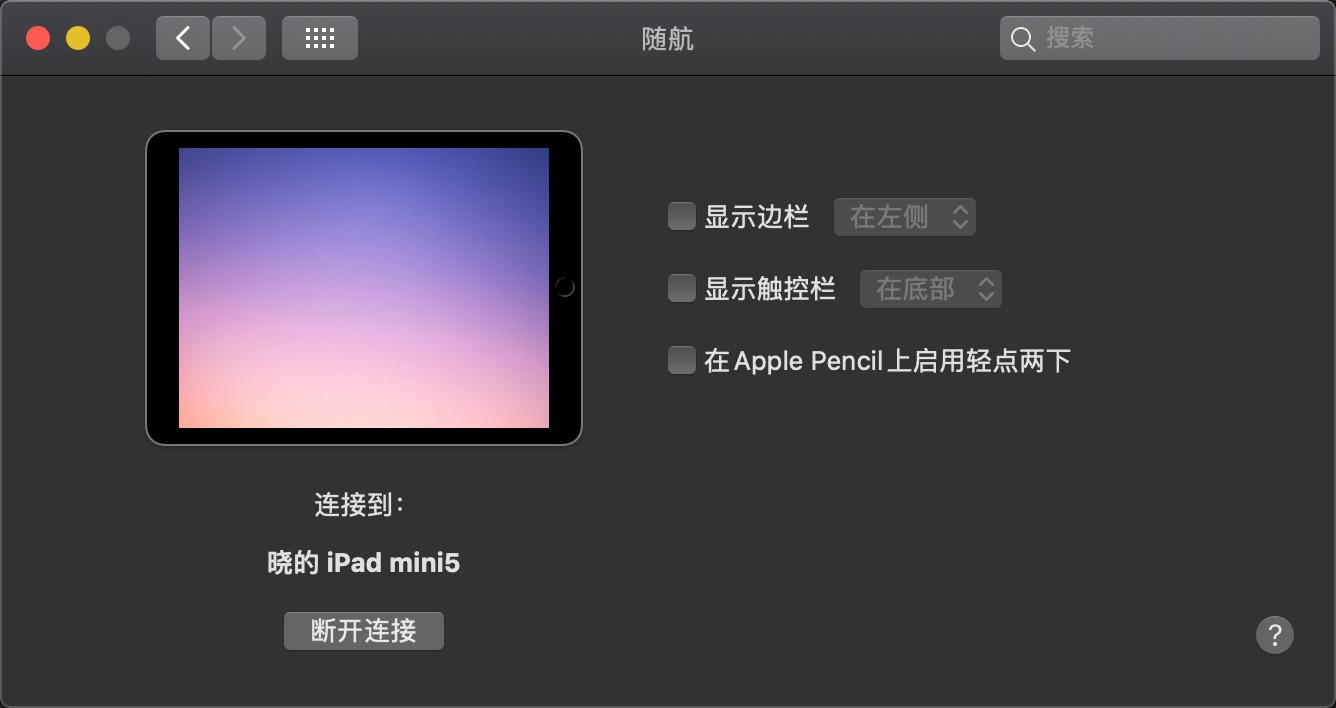 随航
搜索
显示边栏 在左侧
显示触控栏 在底部
在 Apple Pencil 上启用轻点两下
连接到：
晓的 iPad mini5
断开连接
?